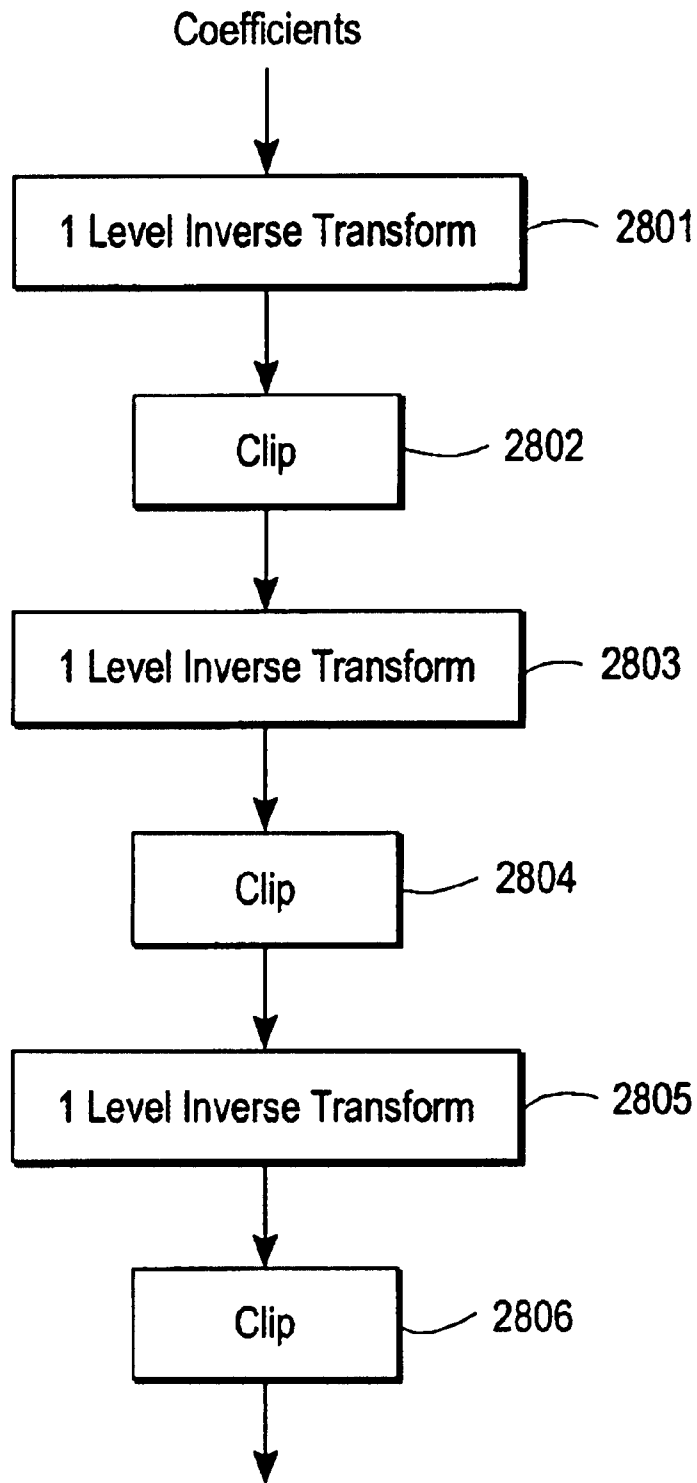 Coefficients
1 Level Inverse Transform
2801
Clip
2802
1 Level Inverse Transform
2803
Clip
2804
1 Level Inverse Transform
2805
Clip
2806